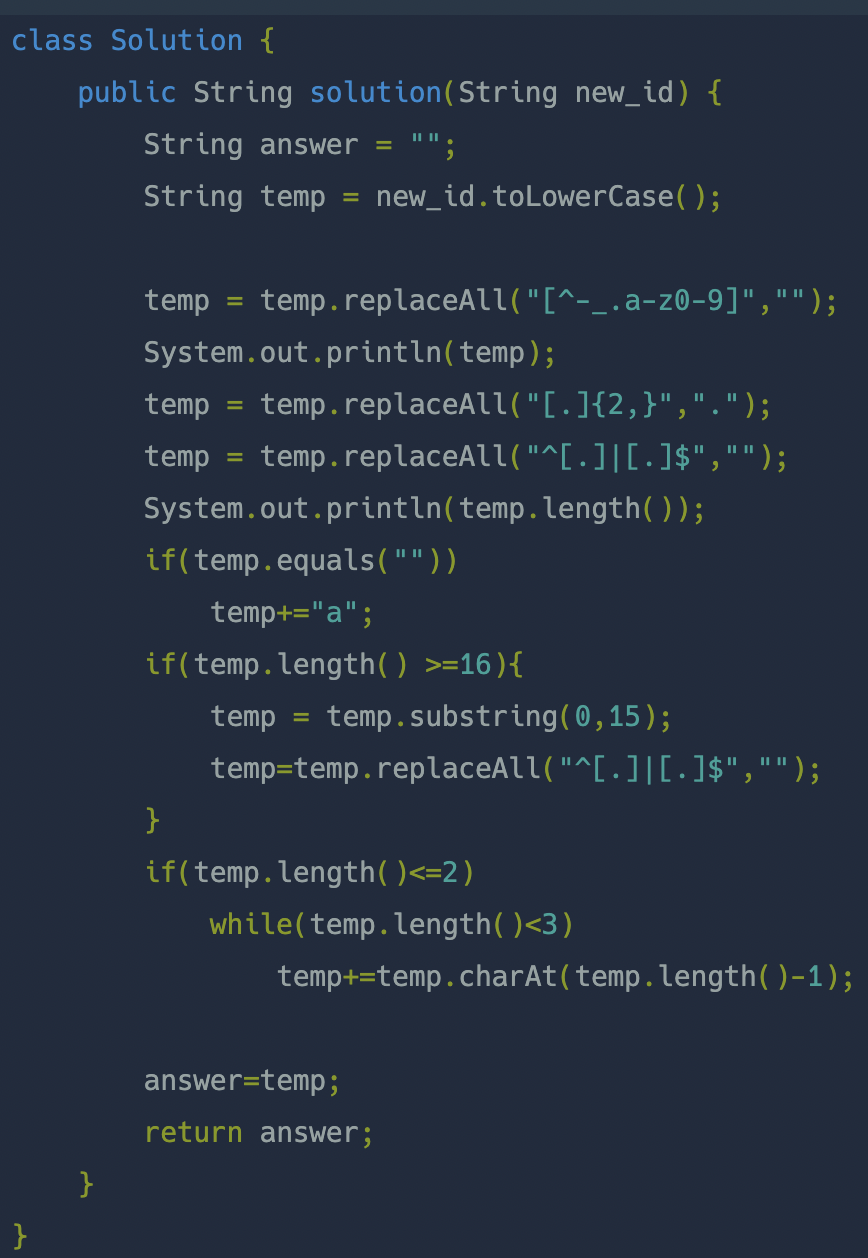 class Solution {
    public String solution(String new_id) {
        String answer = "";
        String temp = new_id.toLowerCase();

        temp = temp.replaceAll("[^-_.a-z0-9]","");
        System.out.println(temp);
        temp = temp.replaceAll("[.]{2,}",".");
        temp = temp.replaceAll("^[.]|[.]$","");
        System.out.println(temp.length());
        if(temp.equals(""))
            temp+="a";
        if(temp.length() >=16){
            temp = temp.substring(0,15);
            temp=temp.replaceAll("^[.]|[.]$","");
        }
        if(temp.length()<=2)
            while(temp.length()<3)
                temp+=temp.charAt(temp.length()-1);

        answer=temp;
        return answer;
    }
}